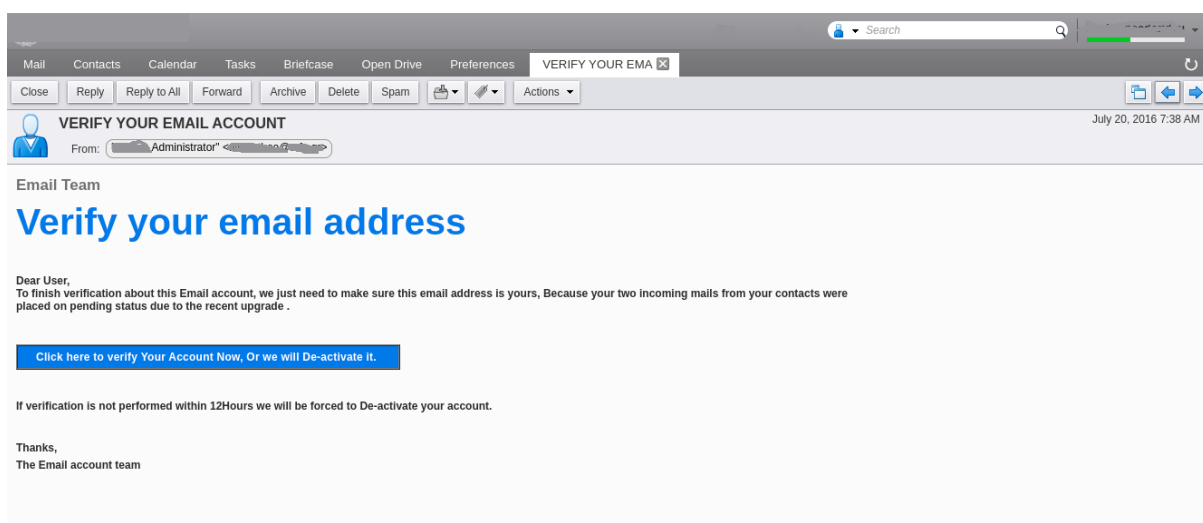 Search
Mail Contacts Calendar Tasks Briefcase Open Drive Preferences VERIFY YOUR EMA
Close Reply Reply to All Forward Archive Delete Spam Actions
VERIFY YOUR EMAIL ACCOUNT
July 20, 2016 7:38 AM
From: Administrator" <
Email Team
Verify your email address
Dear User,
To finish verification about this Email account, we just need to make sure this email address is yours, Because your two incoming mails from your contacts were
placed on pending status due to the recent upgrade .
Click here to verify Your Account Now, Or we will De-activate it.
If verification is not performed within 12Hours we will be forced to De-activate your account.
Thanks,
The Email account team